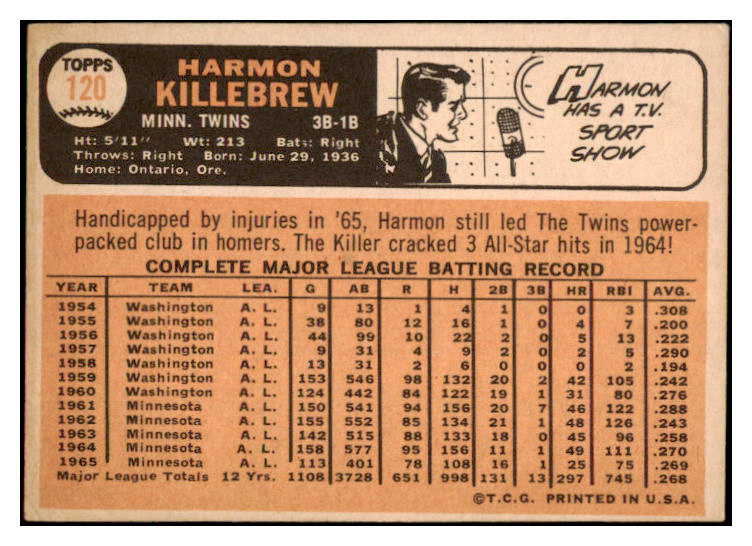 TOPPS
120
HARMON
KILLEBREW
MINN. TWINS 3B-1B
Ht: 5'11" Wt: 213 Bats: Right
Throws: Right Born: June 29, 1936
Home: Ontario, Ore.
HARMON
HAS A T.V.
SPORT
SHOW
Handicapped by injuries in '65, Harmon still led The Twins power-
packed club in homers. The Killer cracked 3 All-Star hits in 1964!
COMPLETE MAJOR LEAGUE BATTING RECORD
YEAR TEAM LEA. G AB R H 2B 3B HR RBI AVG.
1954 Washington A. L. 9 13 1 4 1 0 0 3 .308
1955 Washington A. L. 38 80 12 16 1 0 4 7 .200
1956 Washington A. L. 44 99 10 22 2 0 5 13 .222
1957 Washington A. L. 9 31 4 9 2 0 2 5 .290
1958 Washington A. L. 13 31 2 6 0 0 0 2 .194
1959 Washington A. L. 153 546 98 132 20 2 42 105 .242
1960 Washington A. L. 124 442 84 122 19 1 31 80 .276
1961 Minnesota A. L. 150 541 94 156 20 7 46 122 .288
1962 Minnesota A. L. 155 552 85 134 21 1 48 126 .243
1963 Minnesota A. L. 142 515 88 133 18 0 45 96 .258
1964 Minnesota A. L. 158 577 95 156 11 1 49 111 .270
1965 Minnesota A. L. 113 401 78 108 16 1 25 75 .269
Major League Totals 12 Yrs. 1108 3728 651 998 131 13 297 745 .268
©T.C.G. PRINTED IN U.S.A.